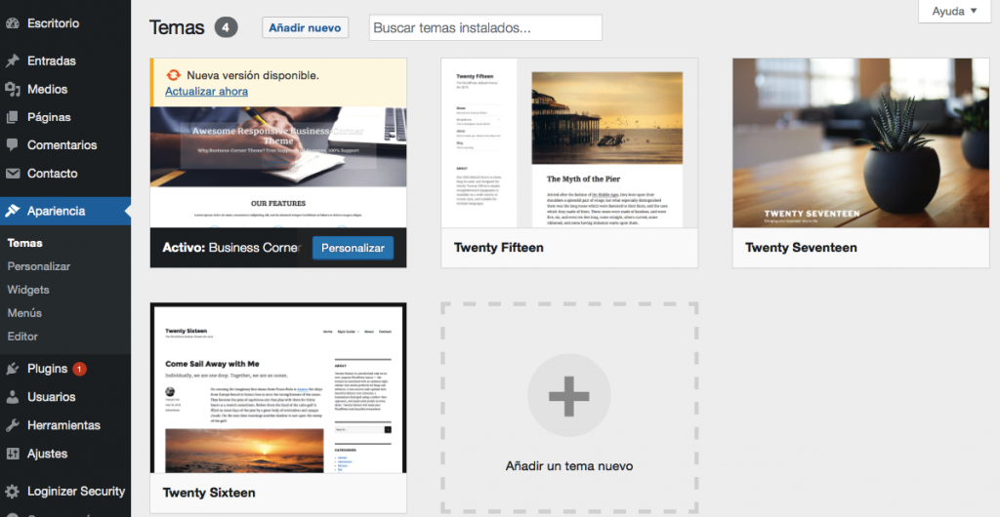 Escritorio
Entradas
Medios
Páginas
Comentarios
Contacto
Apariencia
Temas
Personalizar
Widgets
Menús
Editor
Plugins 1
Usuarios
Herramientas
Ajustes
Loginizer Security
Ayuda
Temas 4
Añadir nuevo
Buscar temas instalados...
Nueva versión disponible.
Actualizar ahora
Awesome Responsive Business Corner
Theme
OUR FEATURES
Activo: Business Corner
Personalizar
Twenty Fifteen
The Myth of the Pier
Twenty Fifteen
TWENTY SEVENTEEN
Twenty Seventeen
Twenty Sixteen
Come Sail Away with Me
Individually, we are one drop. Together, we are an ocean.
ABOUT
CATEGORIES
Twenty Sixteen
Añadir un tema nuevo